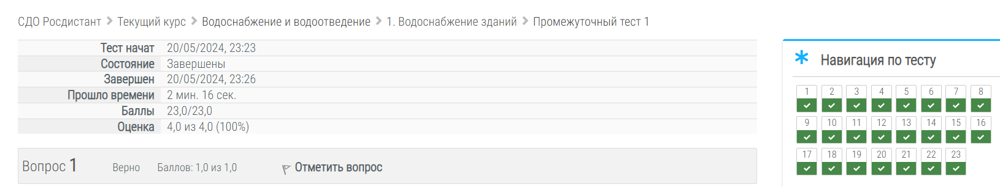 СДО Росдистант > Текущий курс > Водоснабжение и водоотведение > 1. Водоснабжение зданий > Промежуточный тест 1
Тест начат 20/05/2024, 23:23
Состояние Завершены
Завершен 20/05/2024, 23:26
Прошло времени 2 мин. 16 сек.
Баллы 23,0/23,0
Оценка 4,0 из 4,0 (100%)
Вопрос 1 Верно Баллов: 1,0 из 1,0 Отметить вопрос
Навигация по тесту
1 2 3 4 5 6 7 8
9 10 11 12 13 14 15 16
17 18 19 20 21 22 23